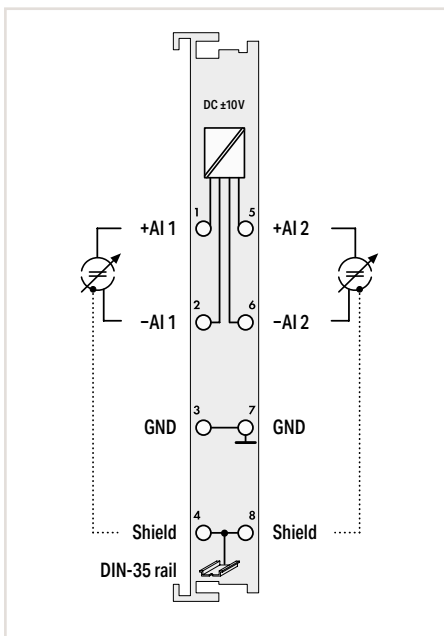 DC ±10V
1 5
+AI 1 +AI 2
2 6
−AI 1 −AI 2
3 7
GND GND
4 8
Shield Shield
DIN-35 rail